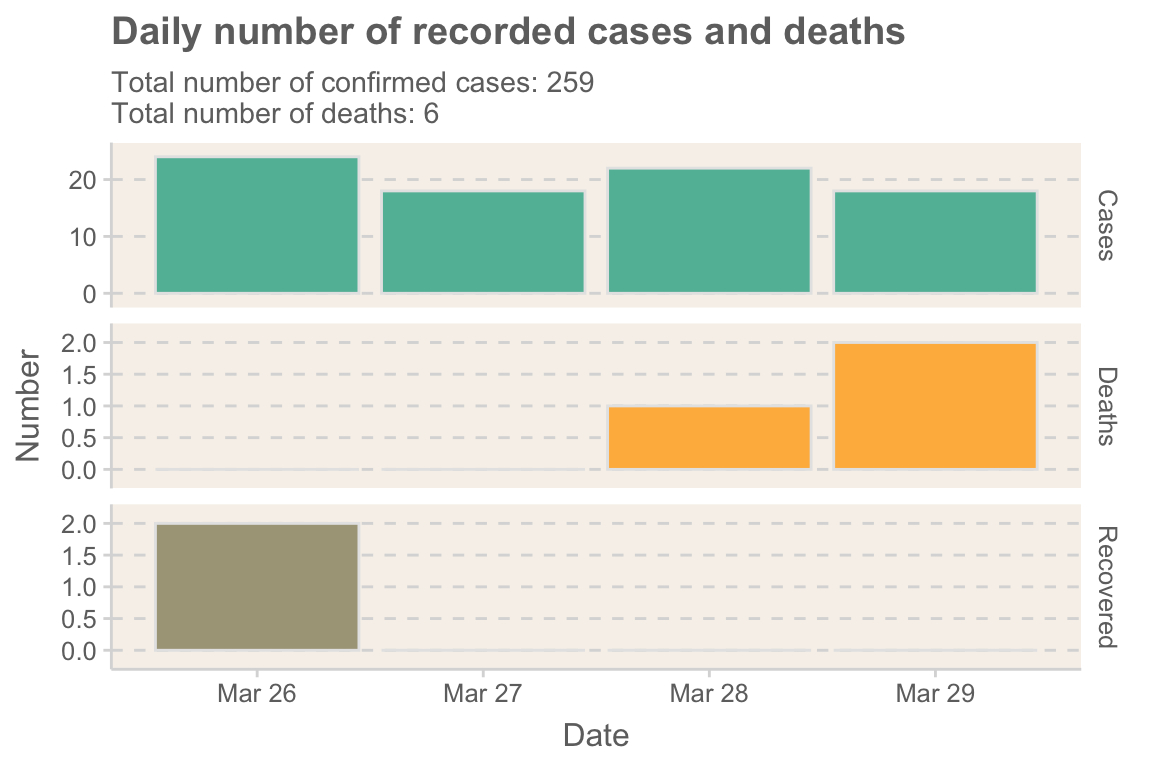 Daily number of recorded cases and deaths
Total number of confirmed cases: 259
Total number of deaths: 6
20
10
0
Cases
2.0
1.5
1.0
0.5
0.0
Deaths
Number
2.0
1.5
1.0
0.5
0.0
Recovered
Mar 26 Mar 27 Mar 28 Mar 29
Date